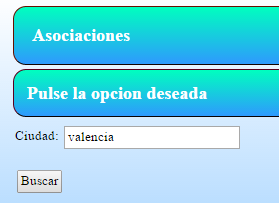 Asociaciones
Pulse la opcion deseada
Ciudad: valencia
Buscar